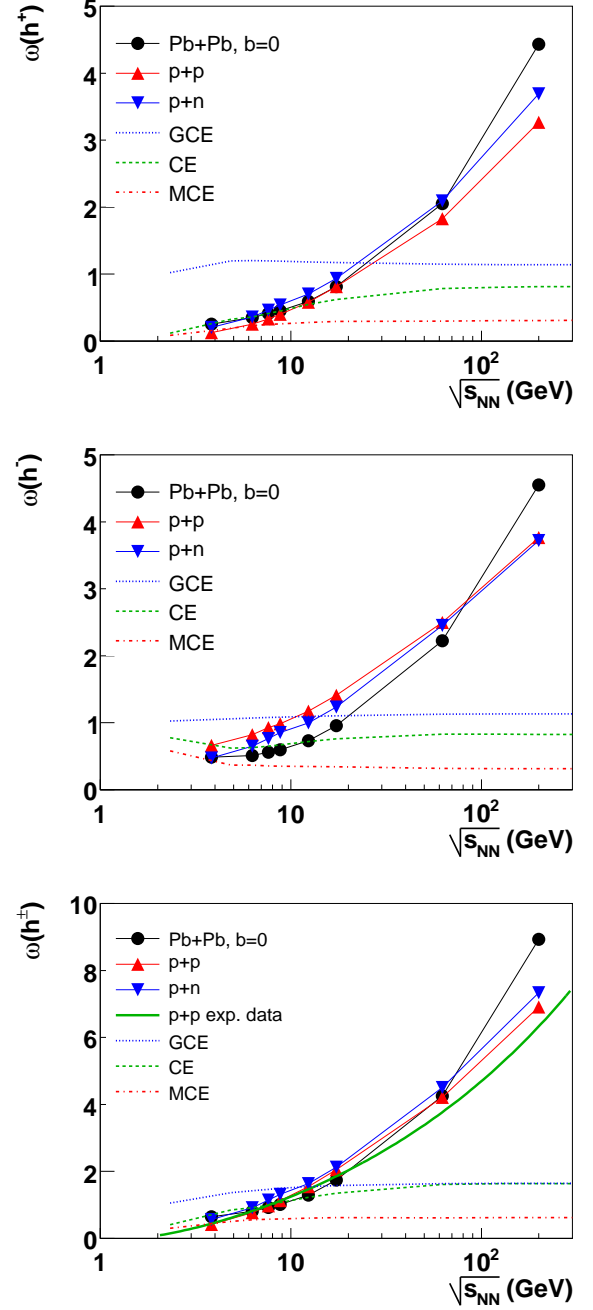 ω(h⁺)
5
4
3
2
1
0
Pb+Pb, b=0
p+p
p+n
GCE
CE
MCE
1 10 10²
√s_NN (GeV)
ω(h⁻)
5
4
3
2
1
0
Pb+Pb, b=0
p+p
p+n
GCE
CE
MCE
1 10 10²
√s_NN (GeV)
ω(h^±)
10
8
6
4
2
0
Pb+Pb, b=0
p+p
p+n
p+p exp. data
GCE
CE
MCE
1 10 10²
√s_NN (GeV)